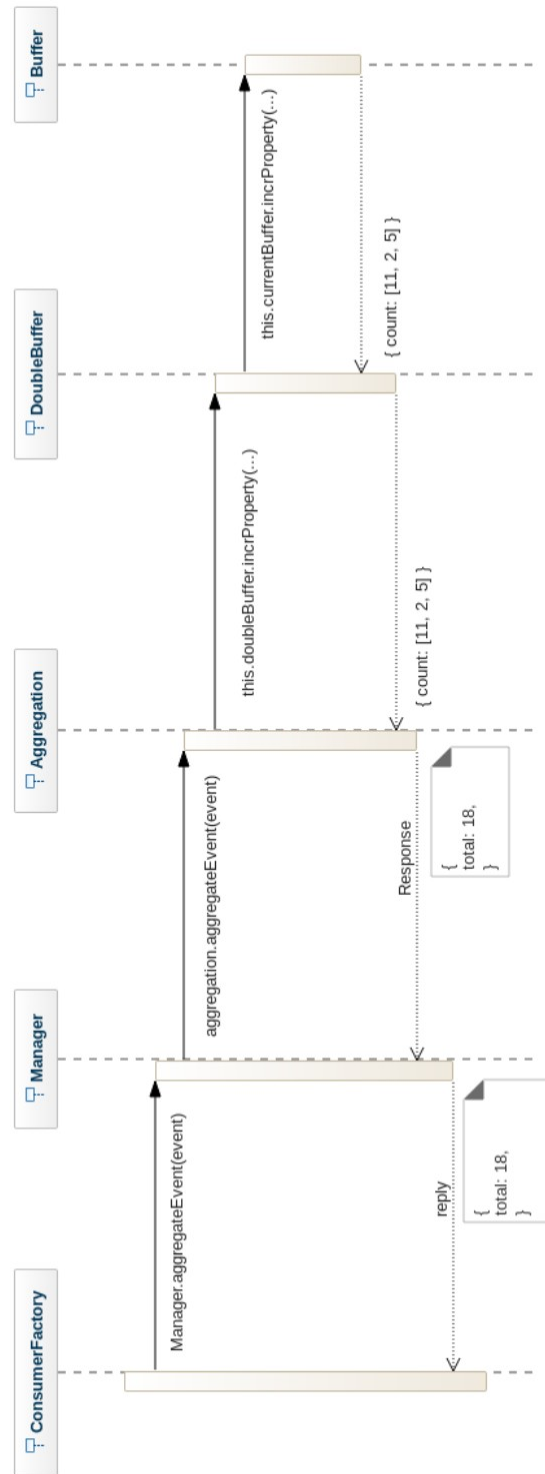 ConsumerFactory
Manager
Aggregation
DoubleBuffer
Buffer
Manager.aggregateEvent(event)
aggregation.aggregateEvent(event)
this.doubleBuffer.incrProperty(...)
this.currentBuffer.incrProperty(...)
{ count: [11, 2, 5] }
{ count: [11, 2, 5] }
Response
{
total: 18,
}
reply
{
total: 18,
}